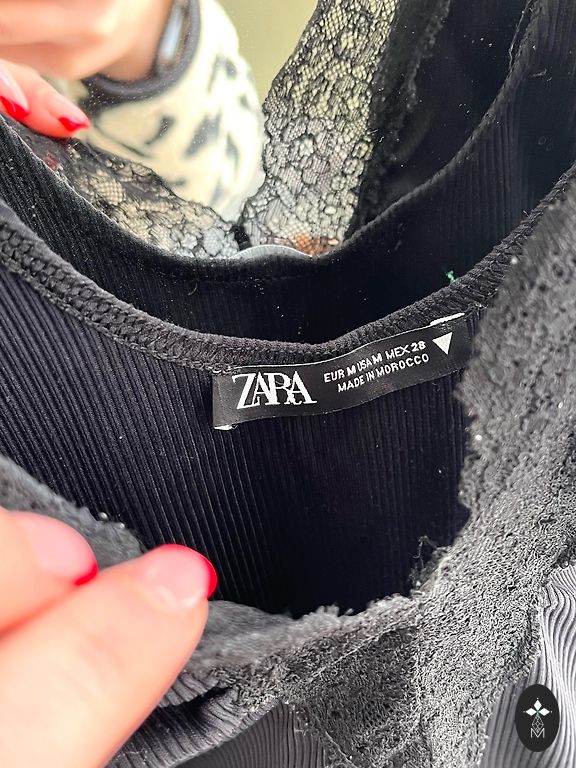 ZARA
EUR M USA M MEX 28
MADE IN MOROCCO
M